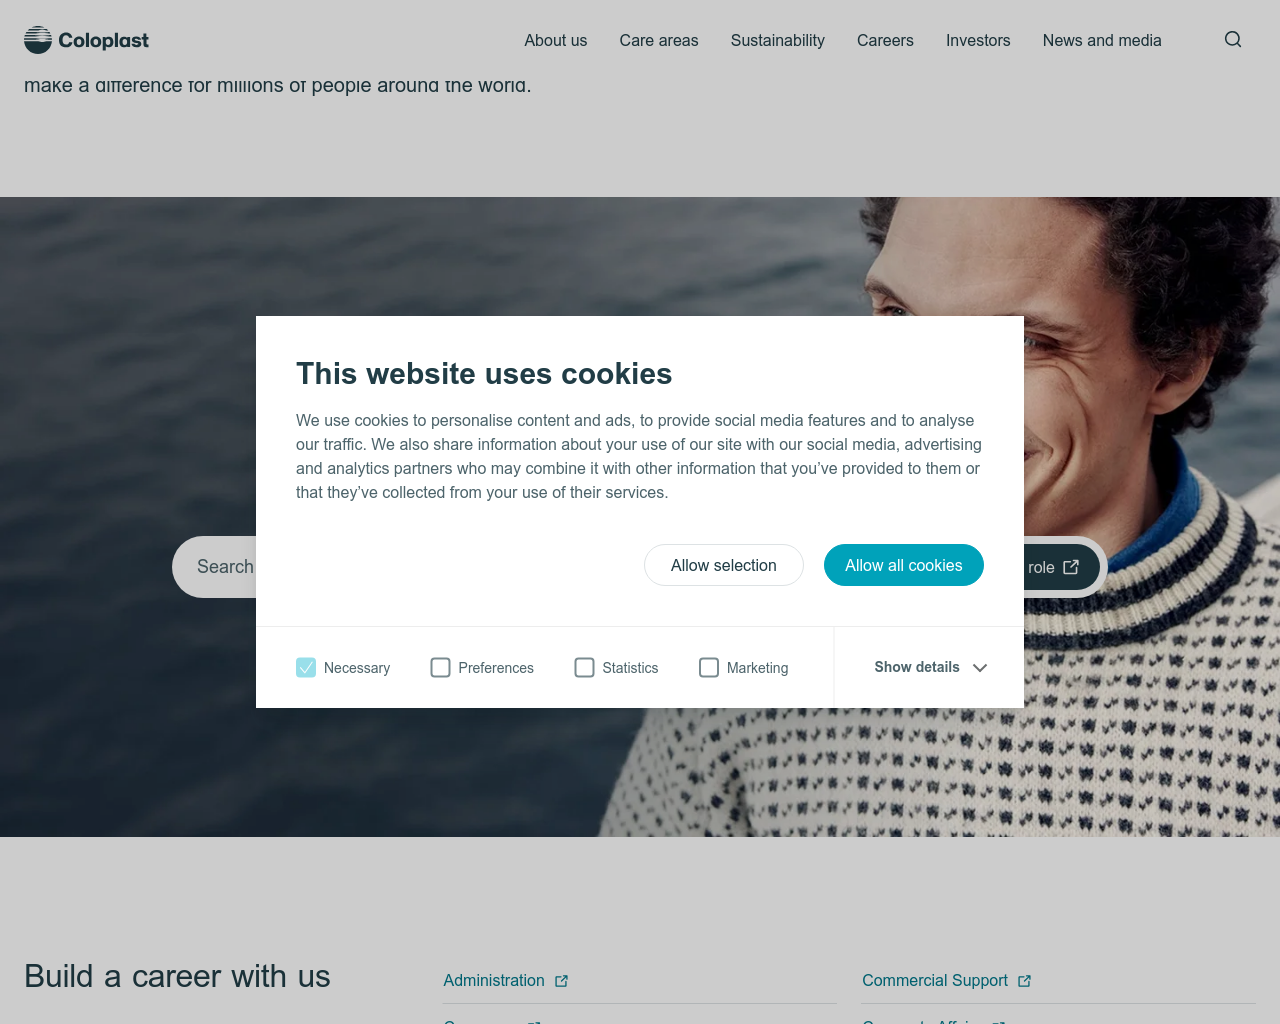 Coloplast
About us
Care areas
Sustainability
Careers
Investors
News and media
make a difference for millions of people around the world.
This website uses cookies
We use cookies to personalise content and ads, to provide social media features and to analyse
our traffic. We also share information about your use of our site with our social media, advertising
and analytics partners who may combine it with other information that you've provided to them or
that they've collected from your use of their services.
Search
role
Allow selection
Allow all cookies
Necessary
Preferences
Statistics
Marketing
Show details
Build a career with us
Administration
Commercial Support